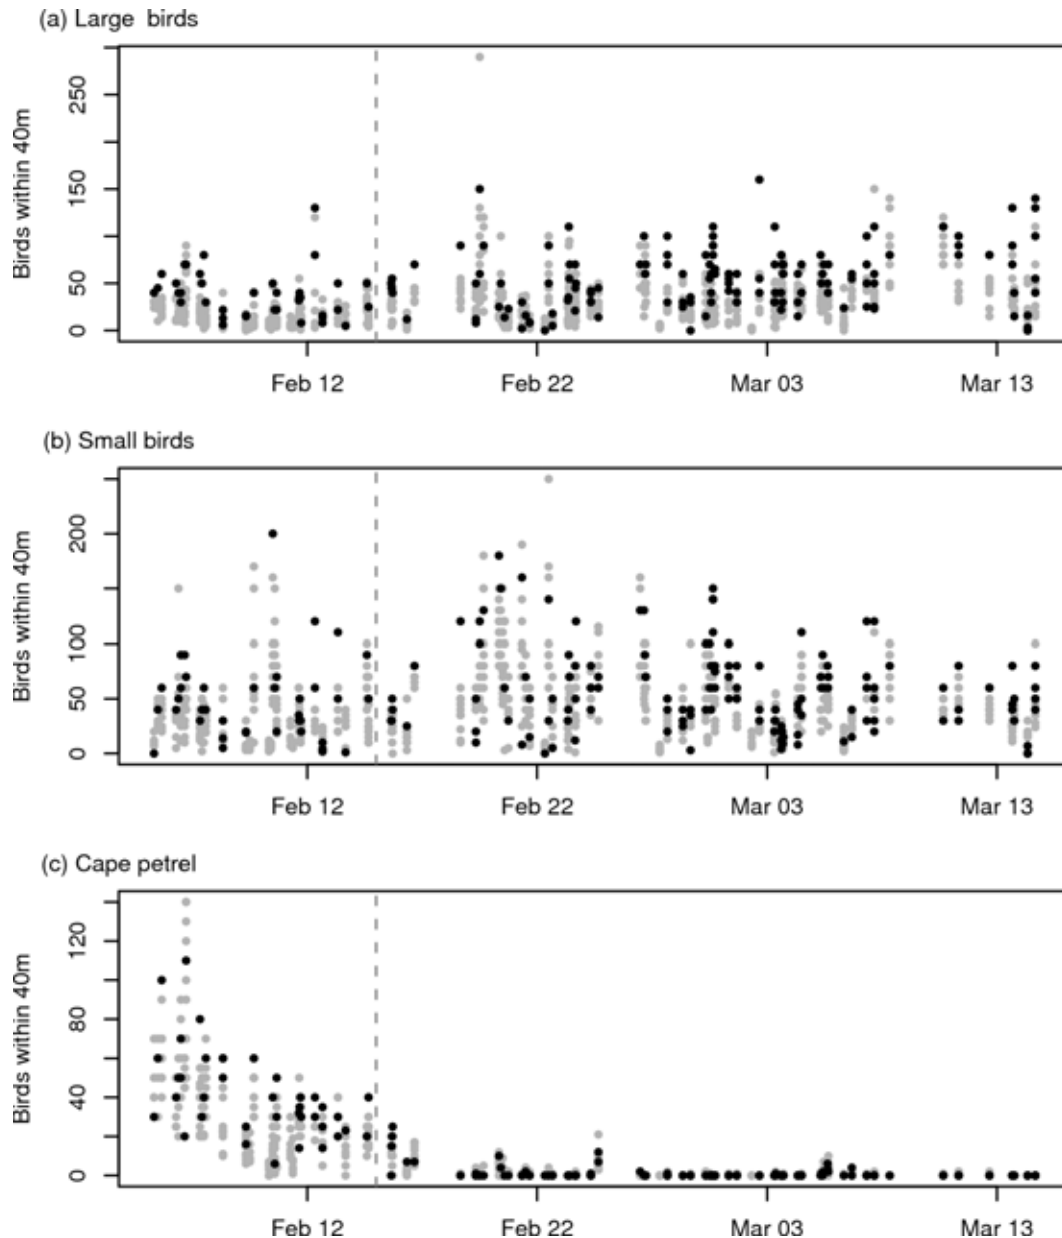 (a) Large birds
Birds within 40m
0
50
150
250
Feb 12
Feb 22
Mar 03
Mar 13
(b) Small birds
Birds within 40m
0
50
100
200
Feb 12
Feb 22
Mar 03
Mar 13
(c) Cape petrel
Birds within 40m
0
40
80
120
Feb 12
Feb 22
Mar 03
Mar 13